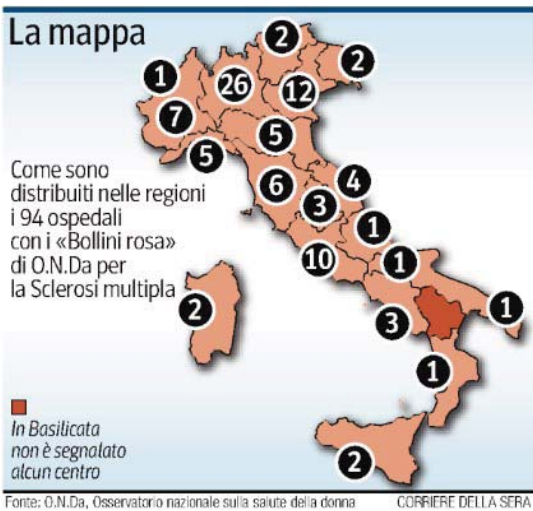 La mappa
2
2
1
26
12
7
5
5
Come sono
distribuiti nelle regioni
i 94 ospedali
con i «Bollini rosa»
di O.N.Da per
la Sclerosi multipla
6
4
3
1
10
1
2
3
1
1
2
In Basilicata
non è segnalato
alcun centro
Fonte: O.N.Da, Osservatorio nazionale sulla salute della donna
CORRIERE DELLA SERA